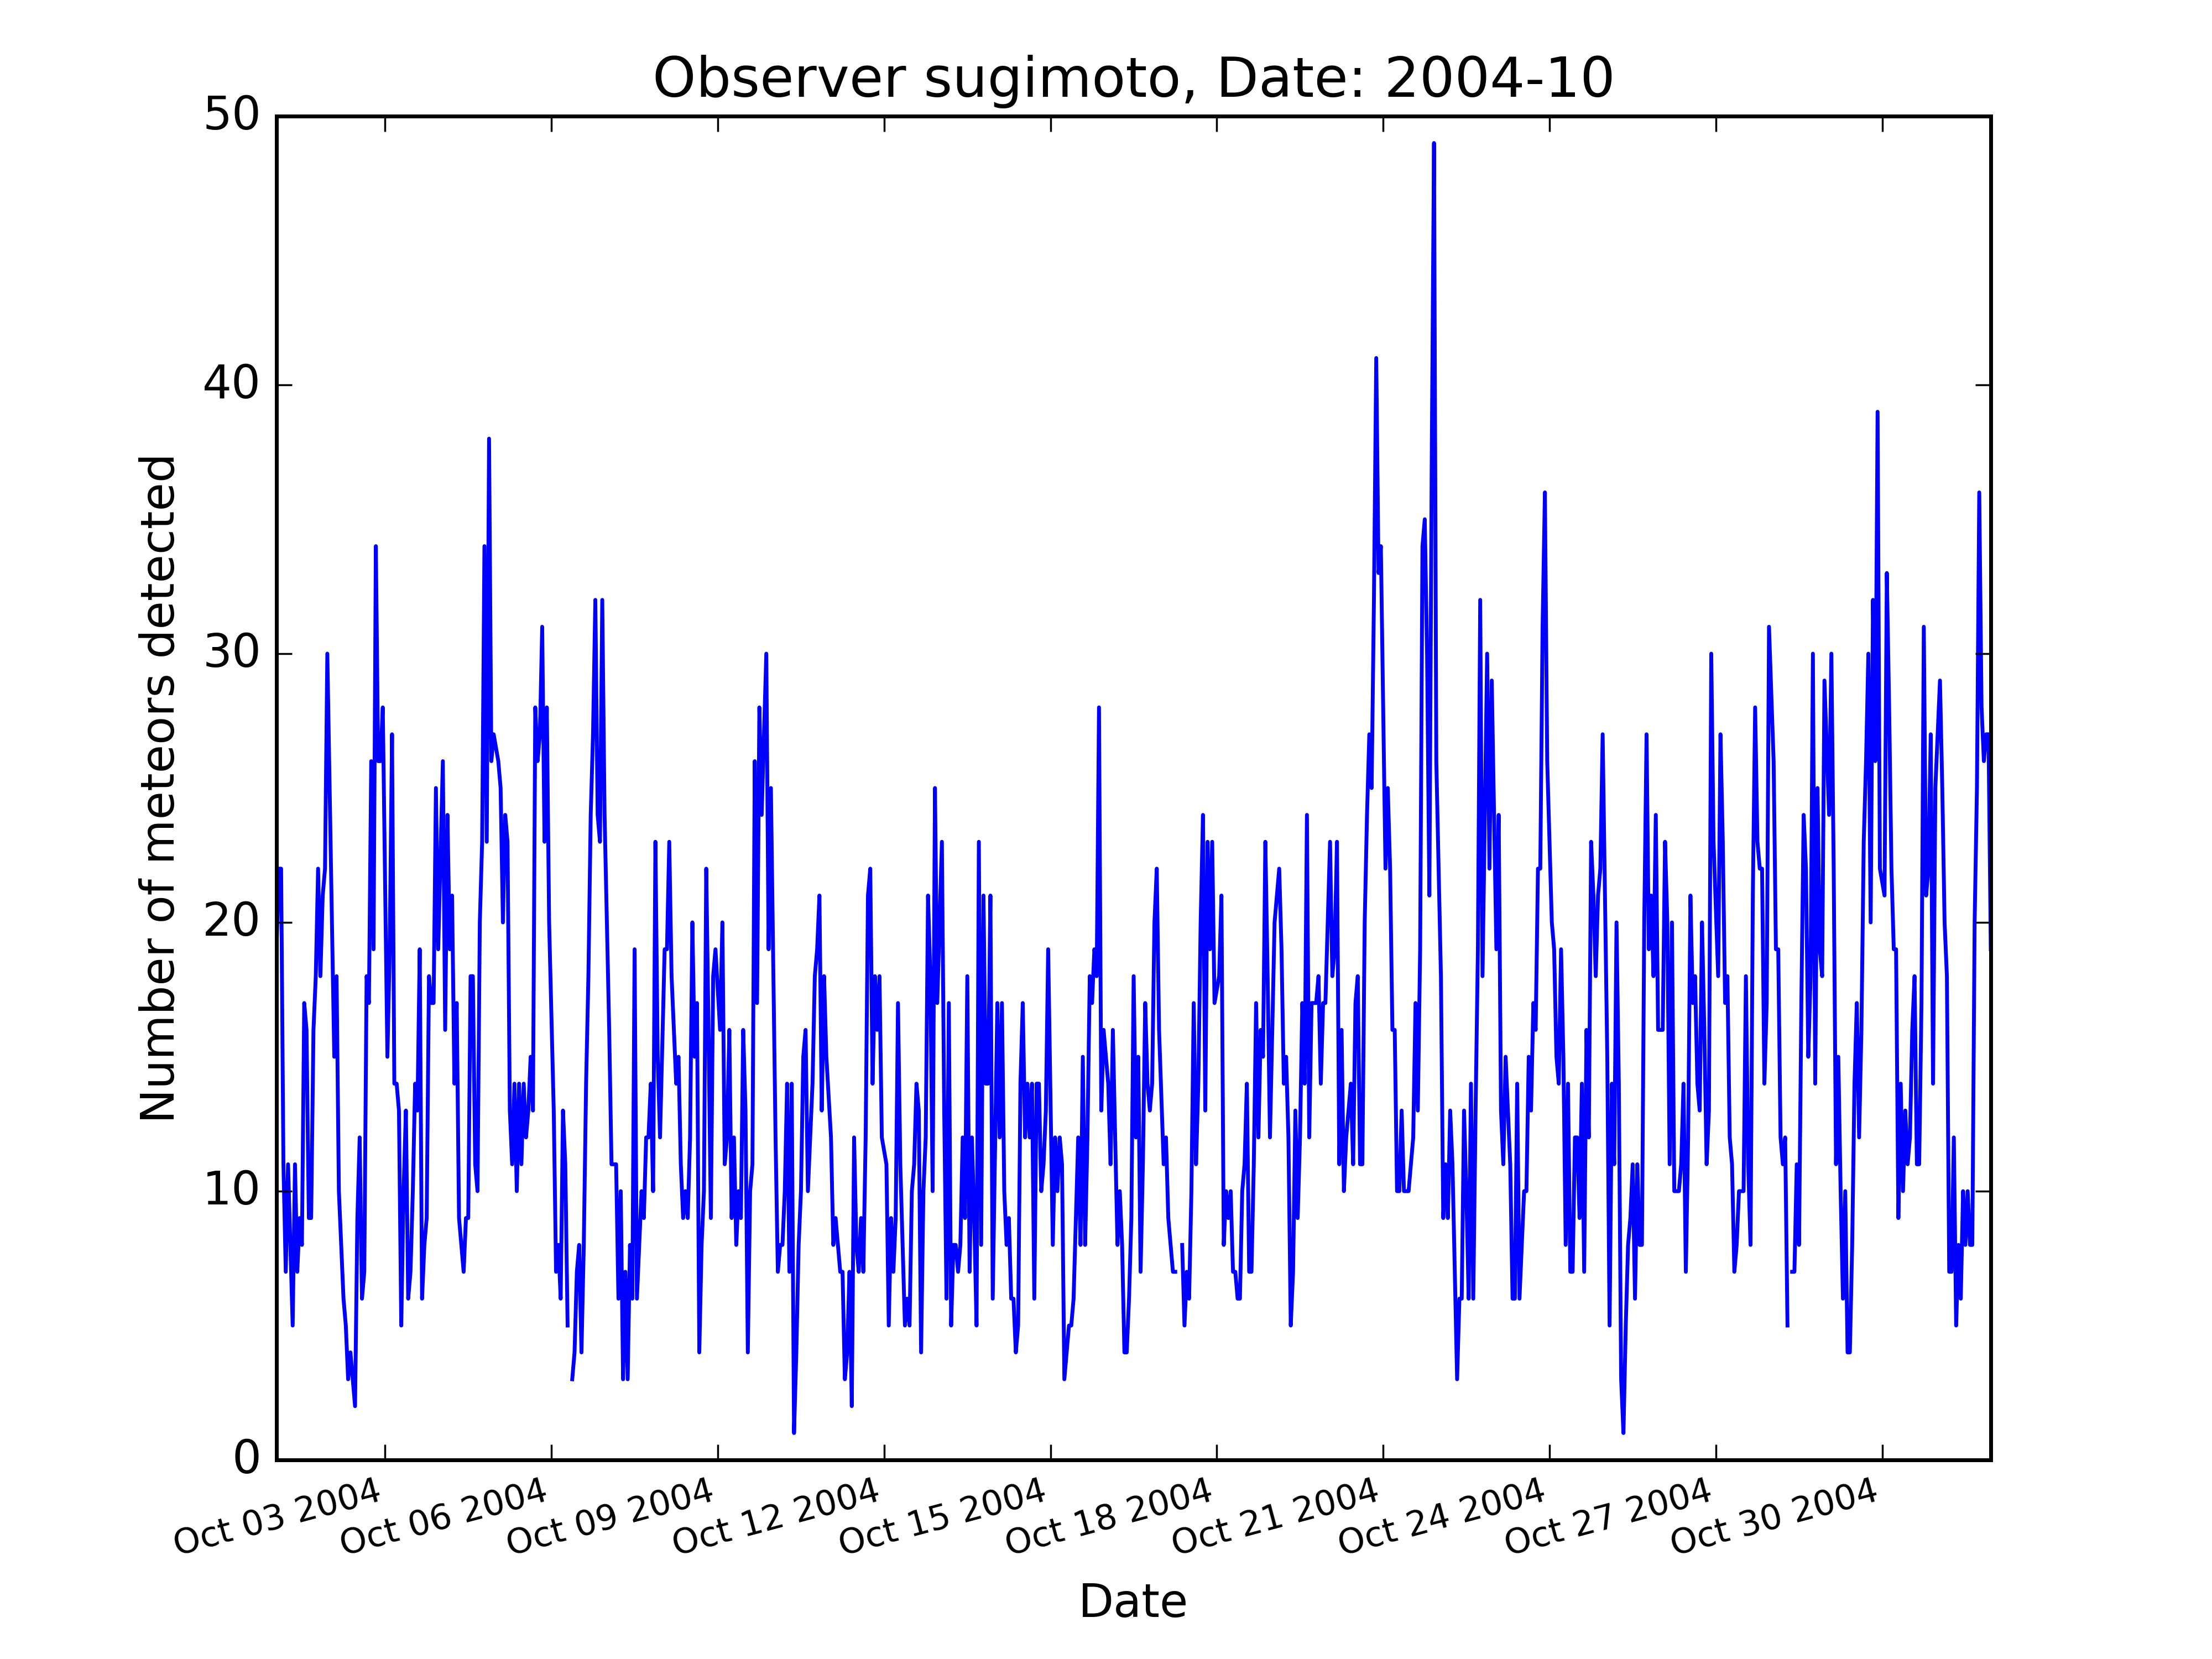 Observer sugimoto, Date: 2004-10
50
40
30
20
10
0
Number of meteors detected
Oct 03 2004
Oct 06 2004
Oct 09 2004
Oct 12 2004
Oct 15 2004
Oct 18 2004
Oct 21 2004
Oct 24 2004
Oct 27 2004
Oct 30 2004
Date